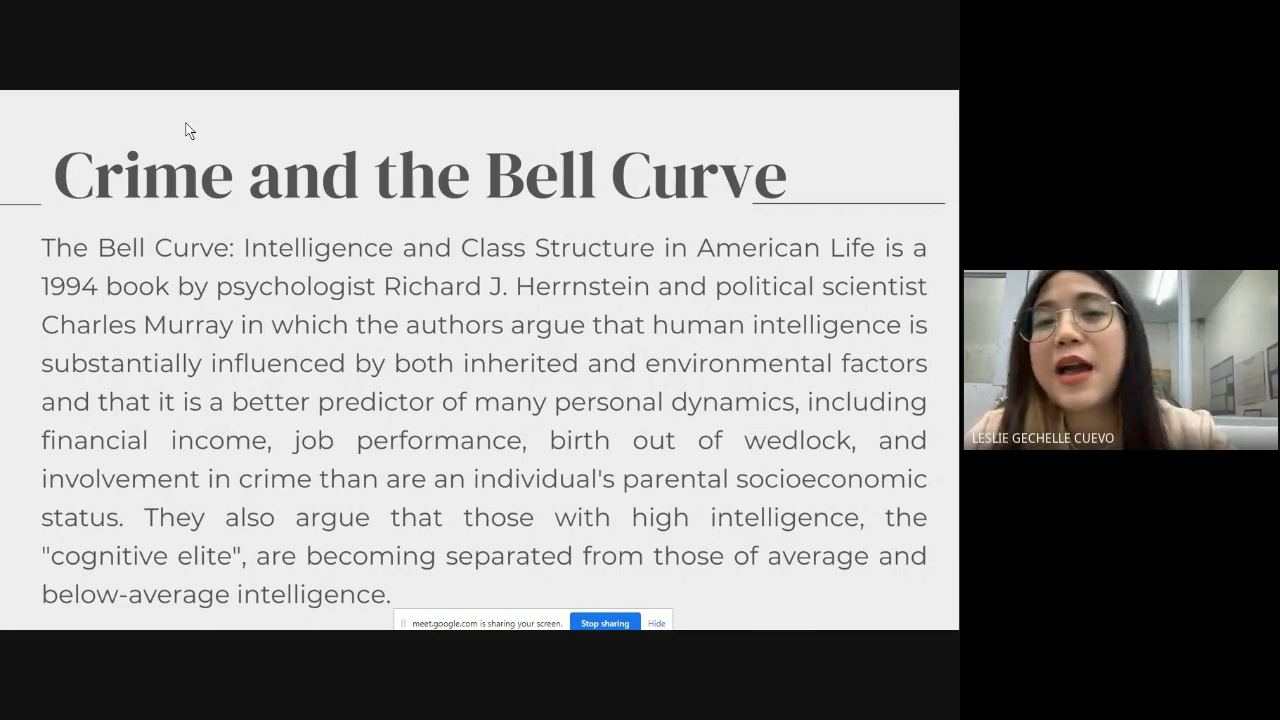 Crime and the Bell Curve
The Bell Curve: Intelligence and Class Structure in American Life is a
1994 book by psychologist Richard J. Herrnstein and political scientist
Charles Murray in which the authors argue that human intelligence is
substantially influenced by both inherited and environmental factors
and that it is a better predictor of many personal dynamics, including
financial income, job performance, birth out of wedlock, and
involvement in crime than are an individual's parental socioeconomic
status. They also argue that those with high intelligence, the
"cognitive elite", are becoming separated from those of average and
below-average intelligence.
meet.google.com is sharing your screen. Stop sharing Hide
LESLIE GECHELLE CUEVO